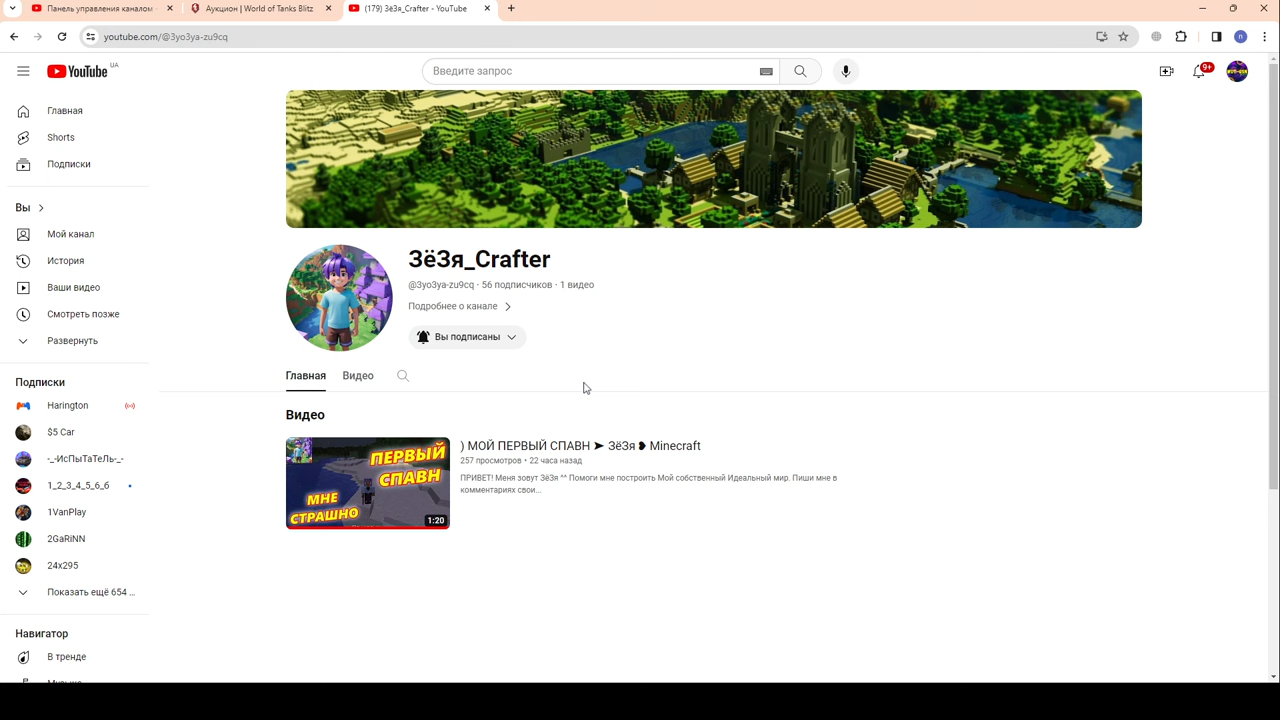 Панель управления каналом -
Аукцион | World of Tanks Blitz
(179) ЗёЗя_Crafter - YouTube
youtube.com/@3yo3ya-zu9cq
n
YouTube UA
Введите запрос
9+
Главная
Shorts
Подписки
Вы
Мой канал
История
Ваши видео
Смотреть позже
Развернуть
Подписки
Harington
$5 Car
-_-ИсПыТаТеЛь-_-
1_2_3_4_5_6_6
1VanPlay
2GaRiNN
24x295
Показать ещё 654 ...
Навигатор
В тренде
ЗёЗя_Crafter
@3yo3ya-zu9cq · 56 подписчиков · 1 видео
Подробнее о канале
Вы подписаны
Главная
Видео
Видео
ПЕРВЫЙ
СПАВН
МНЕ
СТРАШНО
1:20
) МОЙ ПЕРВЫЙ СПАВН ➤ ЗёЗя ❥ Minecraft
257 просмотров • 22 часа назад
ПРИВЕТ! Меня зовут ЗёЗя ^^ Помоги мне построить Мой собственный Идеальный мир. Пиши мне в
комментариях свои...